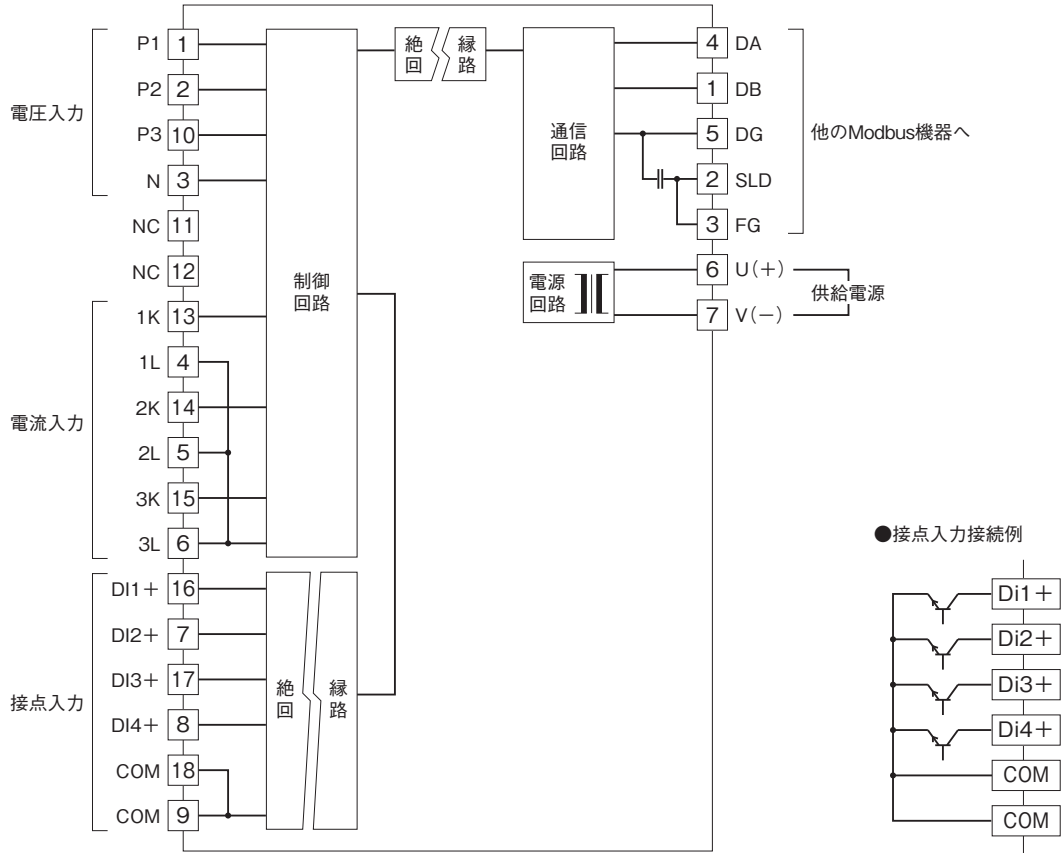 電圧入力
P1 1
P2 2
P3 10
N 3
NC 11
NC 12
電流入力
1K 13
1L 4
2K 14
2L 5
3K 15
3L 6
接点入力
DI1+ 16
DI2+ 7
DI3+ 17
DI4+ 8
COM 18
COM 9
制御
回路
絶縁
回路
絶縁
回路
通信
回路
4 DA
1 DB
5 DG
2 SLD
3 FG
他のModbus機器へ
電源
回路
6 U(+)
7 V(-)
供給電源
●接点入力接続例
Di1+
Di2+
Di3+
Di4+
COM
COM